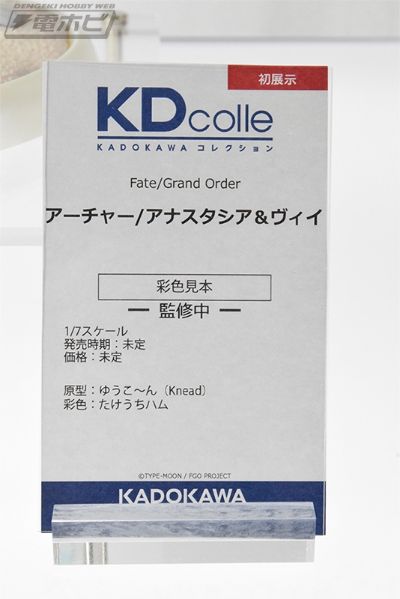 DENGEKI HOBBY WEB
電ホビ
初展示
KDcolle
KADOKAWA コレクション
Fate/Grand Order
アーチャー/アナスタシア&ヴィイ
彩色見本
ー 監修中 ー
1/7スケール
発売時期：未定
価格：未定
原型：ゆうこ〜ん（Knead）
彩色：たけうちハム
©TYPE-MOON / FGO PROJECT
KADOKAWA